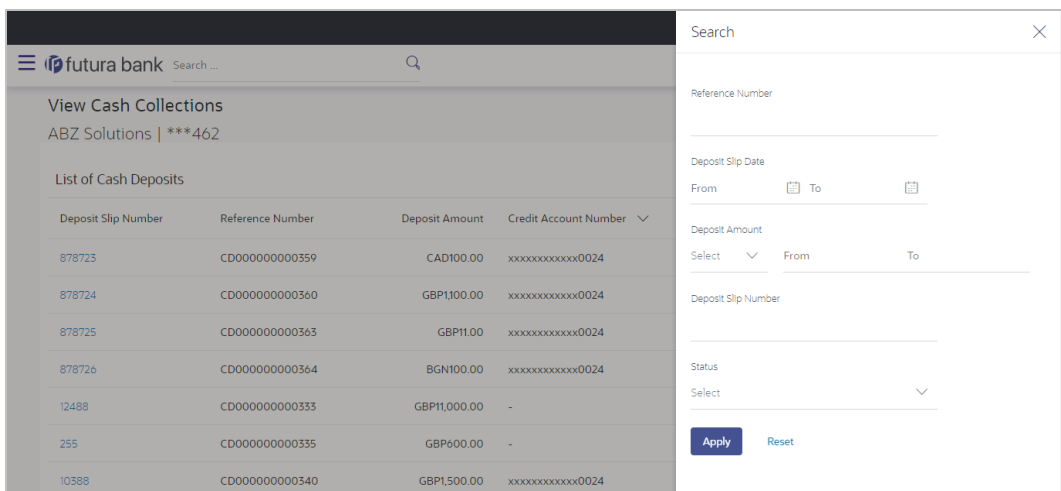 Search
futura bank Search ...
View Cash Collections
ABZ Solutions | ***462
List of Cash Deposits
Deposit Slip Number Reference Number Deposit Amount Credit Account Number
878723 CD000000000359 CAD100.00 xxxxxxxxxxxx0024
878724 CD000000000360 GBP1,100.00 xxxxxxxxxxxx0024
878725 CD000000000363 GBP11.00 xxxxxxxxxxxx0024
878726 CD000000000364 BGN100.00 xxxxxxxxxxxx0024
12488 CD000000000333 GBP11,000.00 -
255 CD000000000335 GBP600.00 -
10388 CD000000000340 GBP1,500.00 xxxxxxxxxxxx0024
Reference Number
Deposit Slip Date
From To
Deposit Amount
Select From To
Deposit Slip Number
Status
Select
Apply Reset